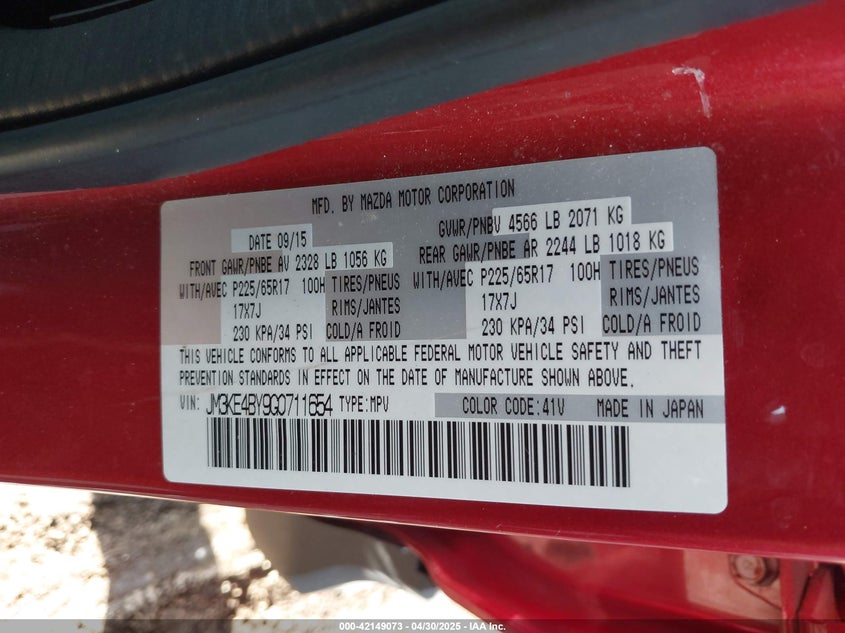 MFD. BY MAZDA MOTOR CORPORATION
DATE 09/15 GVWR/PNBV 4566 LB 2071 KG
FRONT GAWR/PNBE AV 2328 LB 1056 KG REAR GAWR/PNBE AR 2244 LB 1018 KG
WITH/AVEC P225/65R17 100H TIRES/PNEUS WITH/AVEC P225/65R17 100H TIRES/PNEUS
17X7J RIMS/JANTES 17X7J RIMS/JANTES
230 KPA/34 PSI COLD/A FROID 230 KPA/34 PSI COLD/A FROID
THIS VEHICLE CONFORMS TO ALL APPLICABLE FEDERAL MOTOR VEHICLE SAFETY AND THEFT
PREVENTION STANDARDS IN EFFECT ON THE DATE OF MANUFACTURE SHOWN ABOVE.
VIN: JM3KE4BY9G0711654 TYPE:MPV COLOR CODE:41V MADE IN JAPAN
000-42149073 - 04/30/2025 - IAA Inc.